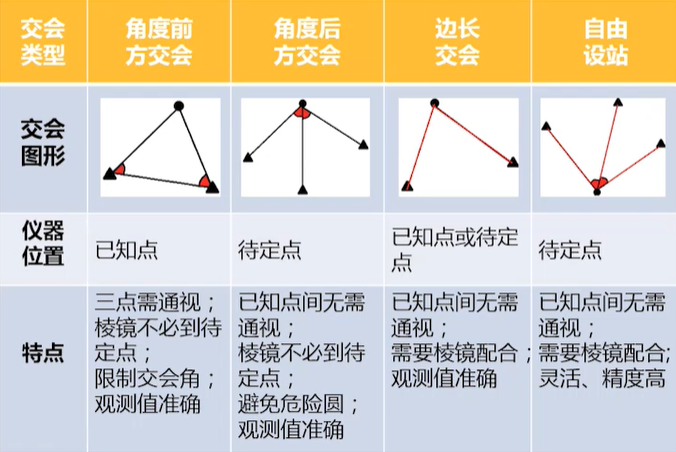 交会
类型
角度前
方交会
角度后
方交会
边长
交会
自由
设站
交会
图形
仪器
位置
已知点
待定点
已知点或待定
点
待定点
特点
三点需通视；
棱镜不必到待
定点；
限制交会角；
观测值准确
已知点间无需
通视；
棱镜不必到待
定点；
避免危险圆；
观测值准确
已知点间无需
通视；
需要棱镜配合；
观测值准确
已知点间无需
通视；
需要棱镜配合;
灵活、精度高